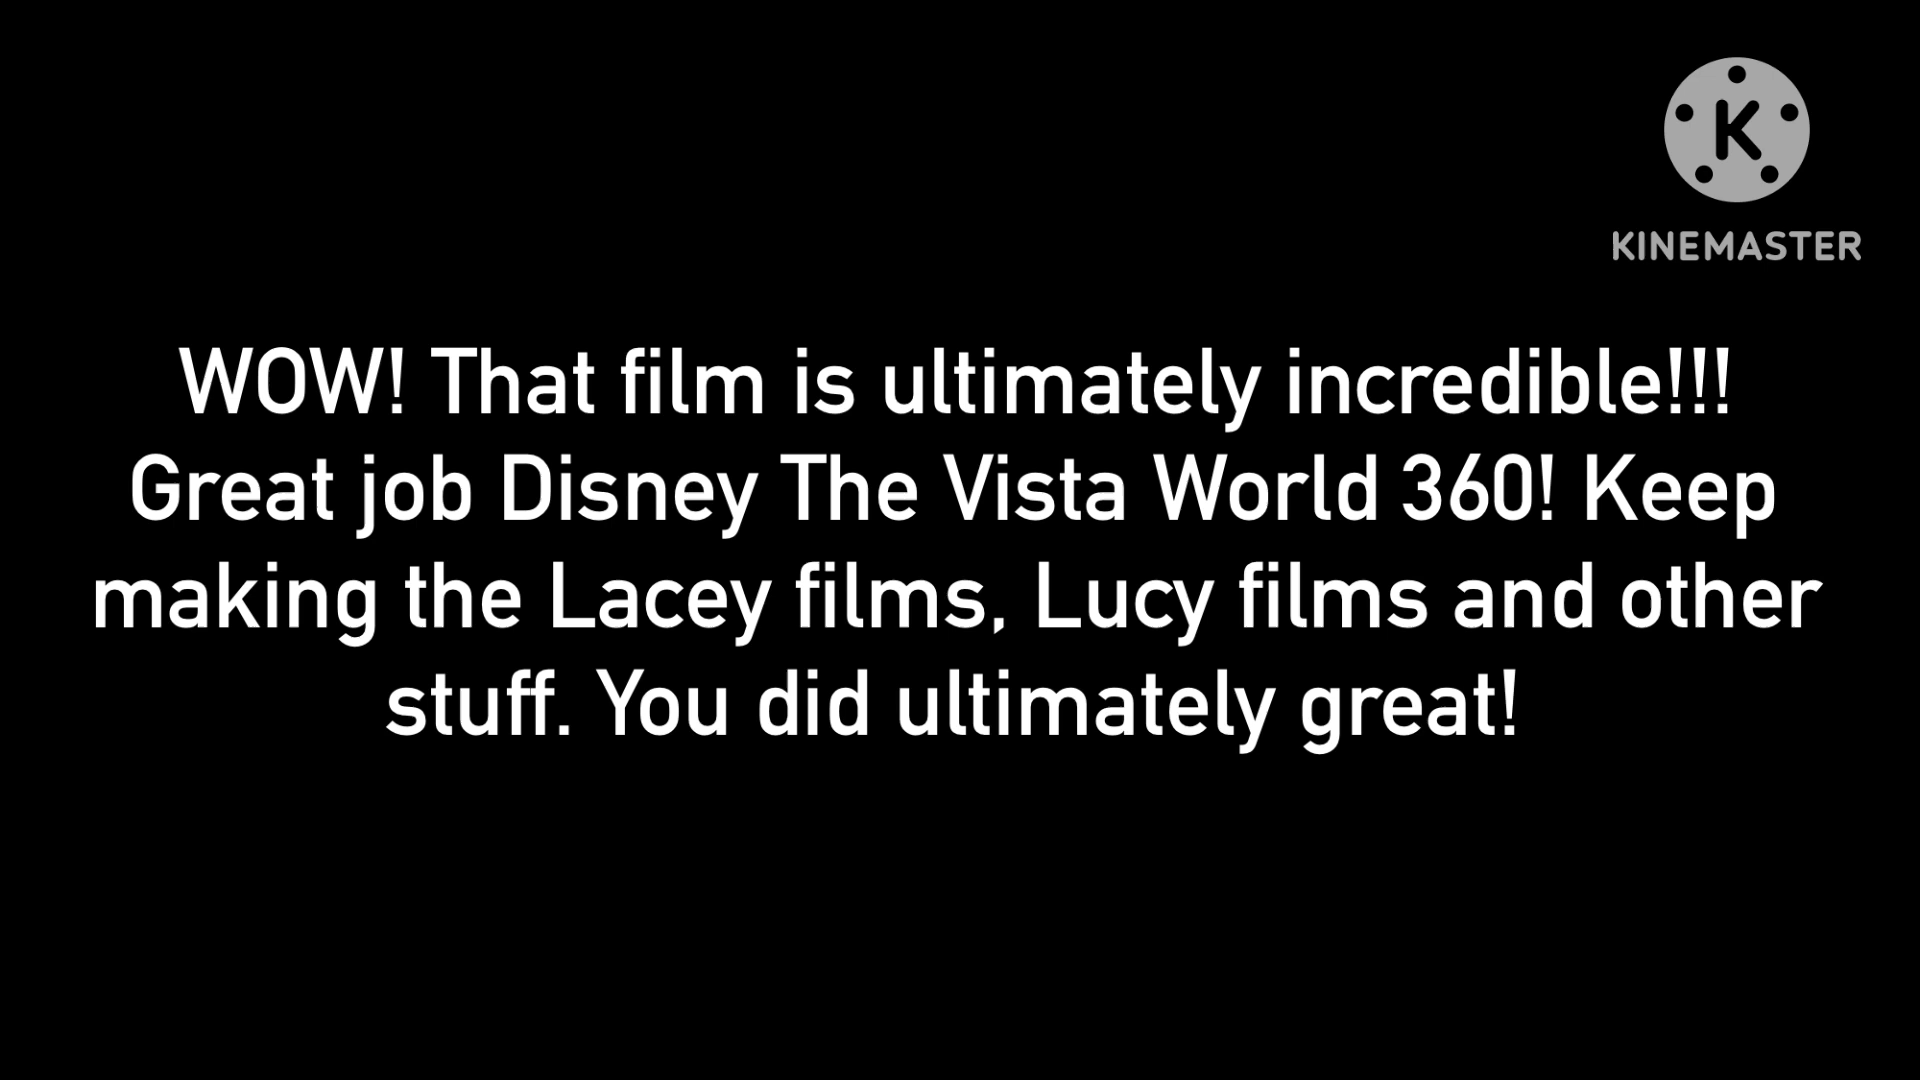 K
KINEMASTER
WOW! That film is ultimately incredible!!!
Great job Disney The Vista World 360! Keep
making the Lacey films, Lucy films and other
stuff. You did ultimately great!